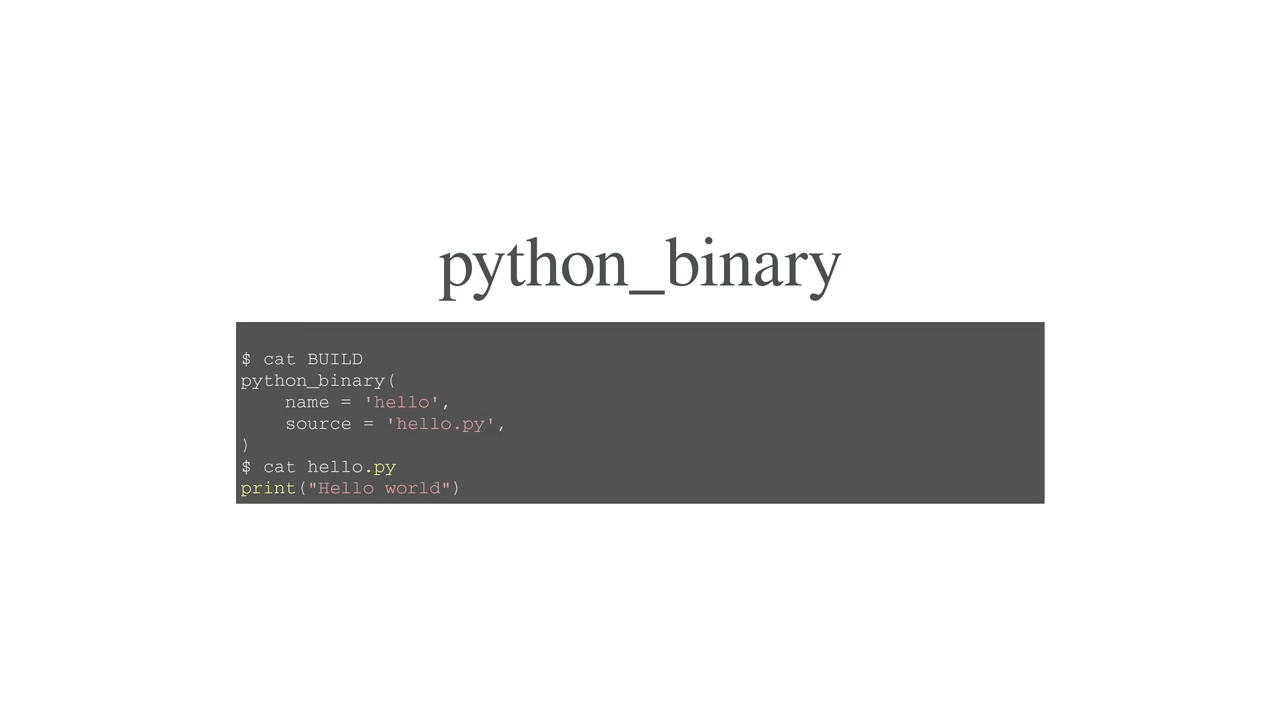 python_binary
$ cat BUILD
python_binary(
    name = 'hello',
    source = 'hello.py',
)
$ cat hello.py
print("Hello world")